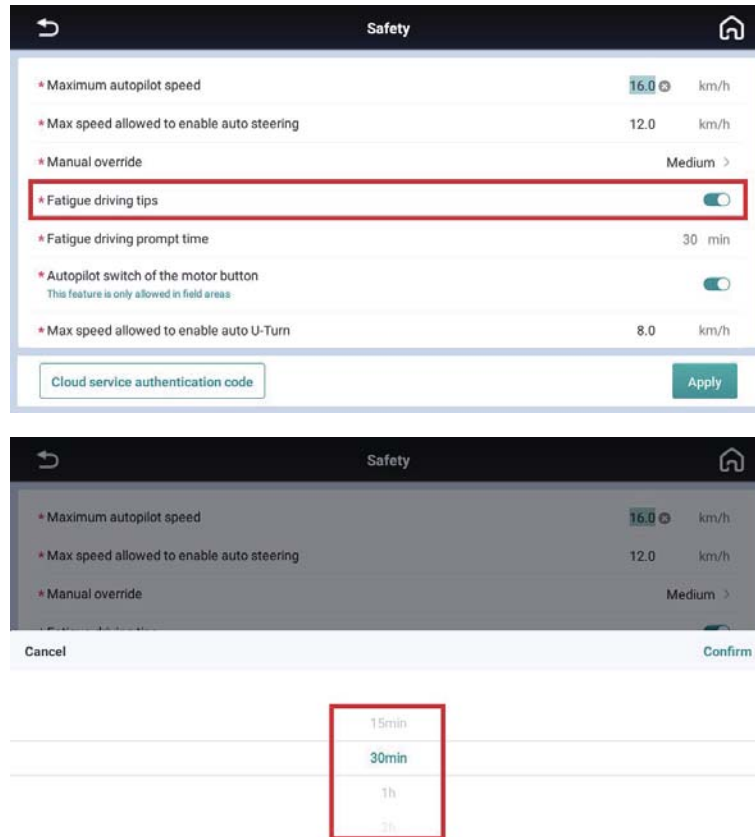 Safety
* Maximum autopilot speed 16.0 km/h
* Max speed allowed to enable auto steering 12.0 km/h
* Manual override Medium >
* Fatigue driving tips
* Fatigue driving prompt time 30 min
* Autopilot switch of the motor button
This feature is only allowed in field areas
* Max speed allowed to enable auto U-Turn 8.0 km/h
Cloud service authentication code Apply
Safety
* Maximum autopilot speed 16.0 km/h
* Max speed allowed to enable auto steering 12.0 km/h
* Manual override Medium >
Cancel Confirm
15min
30min
1h
2h